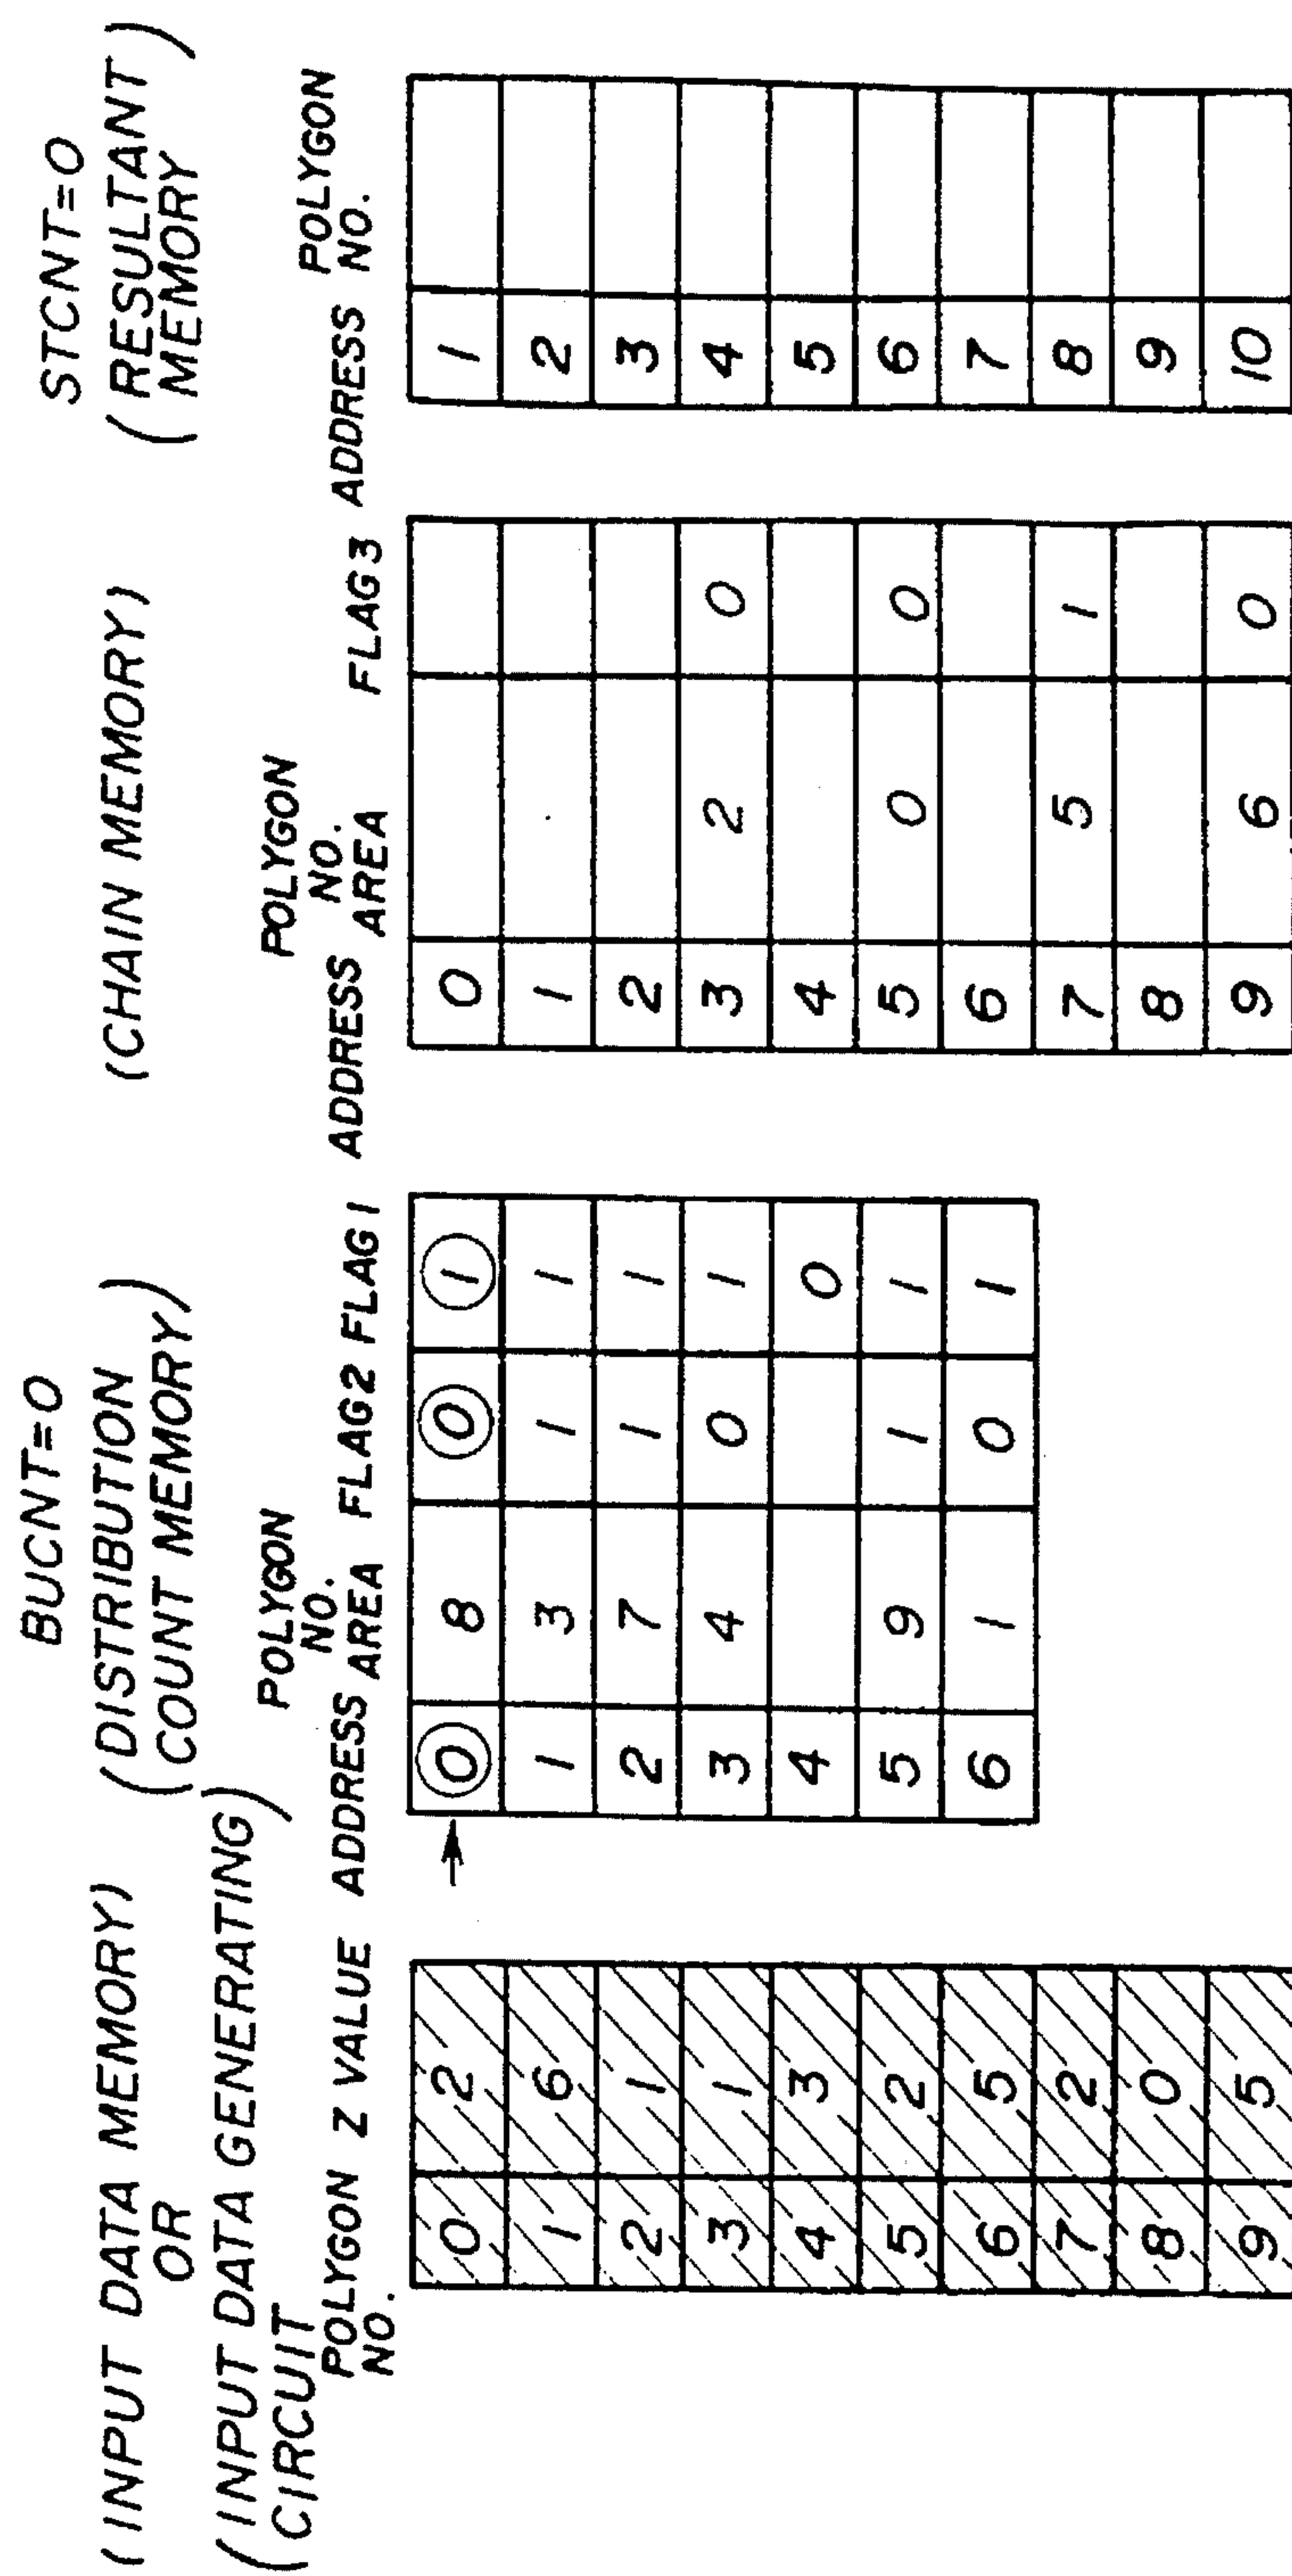 (INPUT DATA MEMORY)
OR
(INPUT DATA GENERATING
CIRCUIT)
POLYGON NO. Z VALUE
0 2
1 6
2 1
3 1
4 3
5 2
6 5
7 2
8 0
9 5
BUCNT=0
(DISTRIBUTION
COUNT MEMORY)
ADDRESS POLYGON NO. AREA FLAG2 FLAG1
0 8 0 1
1 3 1 1
2 7 1 1
3 4 0 1
4 0
5 9 1 1
6 1 0 1
(CHAIN MEMORY)
ADDRESS POLYGON NO. AREA FLAG3
0
1
2
3 2 0
4
5 0 0
6
7 5 1
8
9 6 0
STCNT=0
(RESULTANT
MEMORY)
ADDRESS POLYGON NO.
1
2
3
4
5
6
7
8
9
10